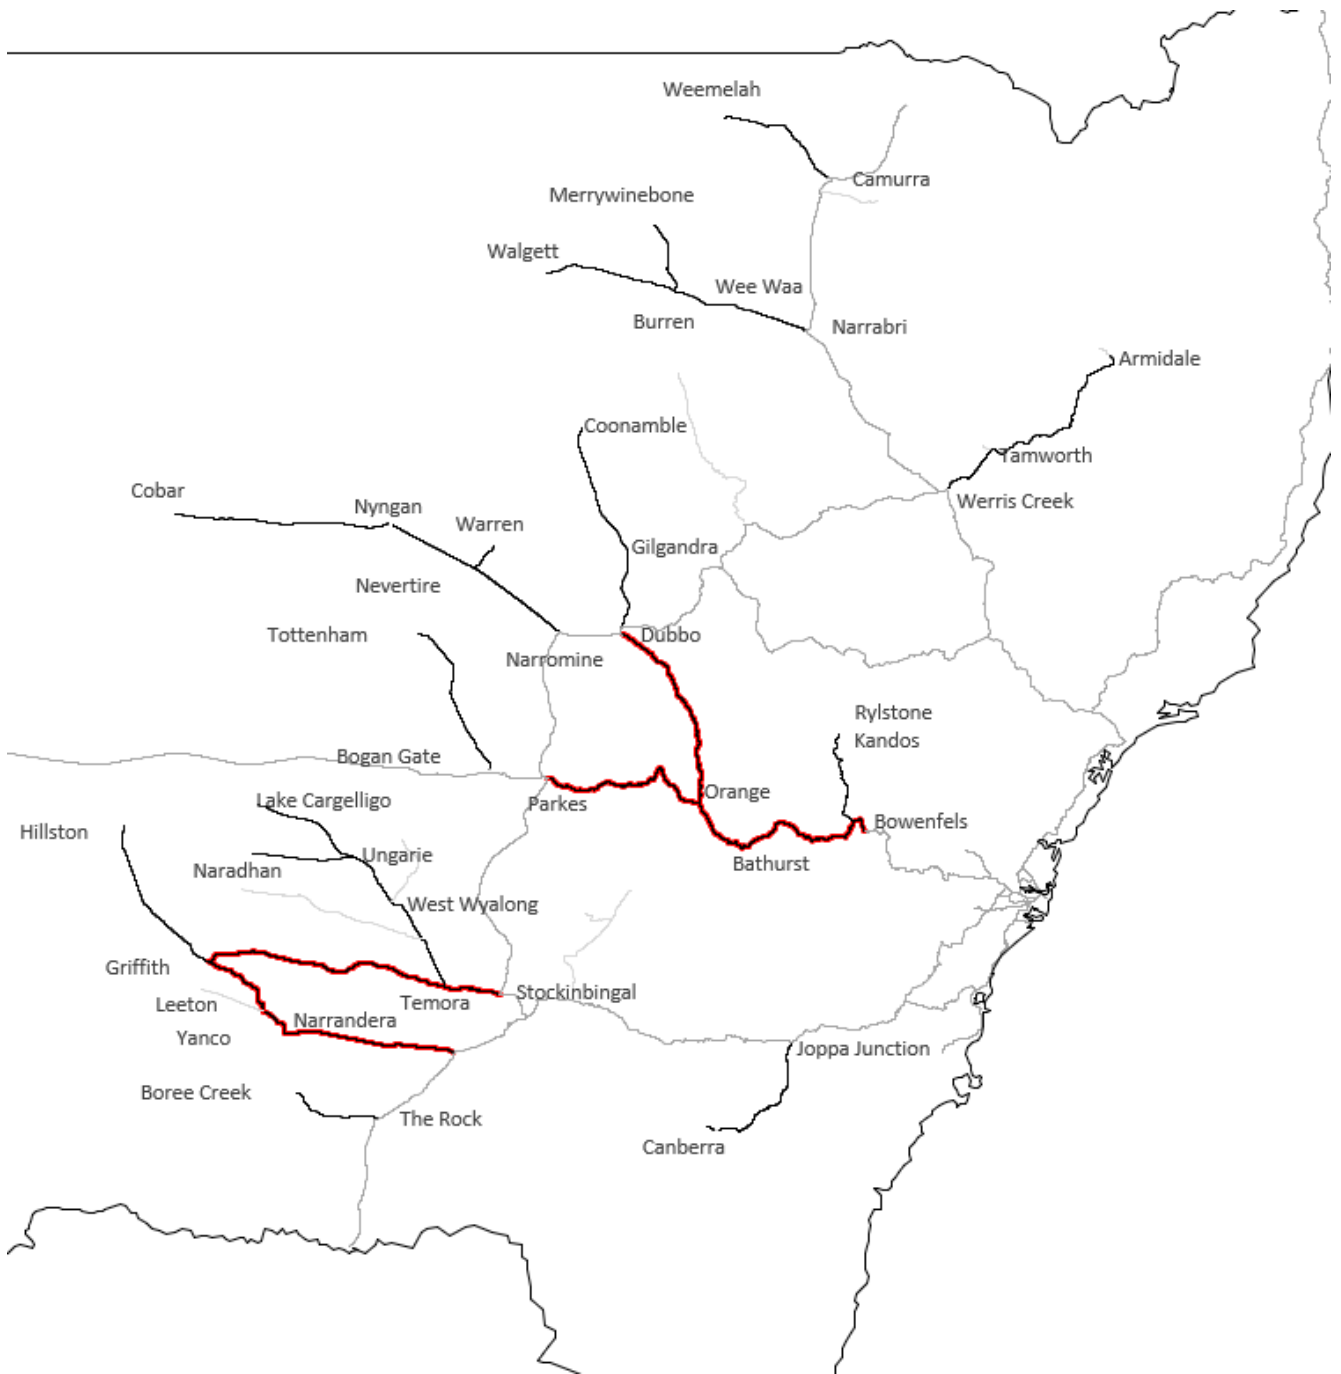 Weemelah
Camurra
Merrywinebone
Walgett
Wee Waa
Burren
Narrabri
Armidale
Coonamble
Tamworth
Cobar
Werris Creek
Nyngan
Warren
Gilgandra
Nevertire
Tottenham
Dubbo
Narromine
Rylstone
Kandos
Bogan Gate
Orange
Lake Cargelligo
Parkes
Bowenfels
Hillston
Ungarie
Bathurst
Naradhan
West Wyalong
Griffith
Stockinbingal
Leeton
Temora
Narrandera
Yanco
Joppa Junction
Boree Creek
The Rock
Canberra